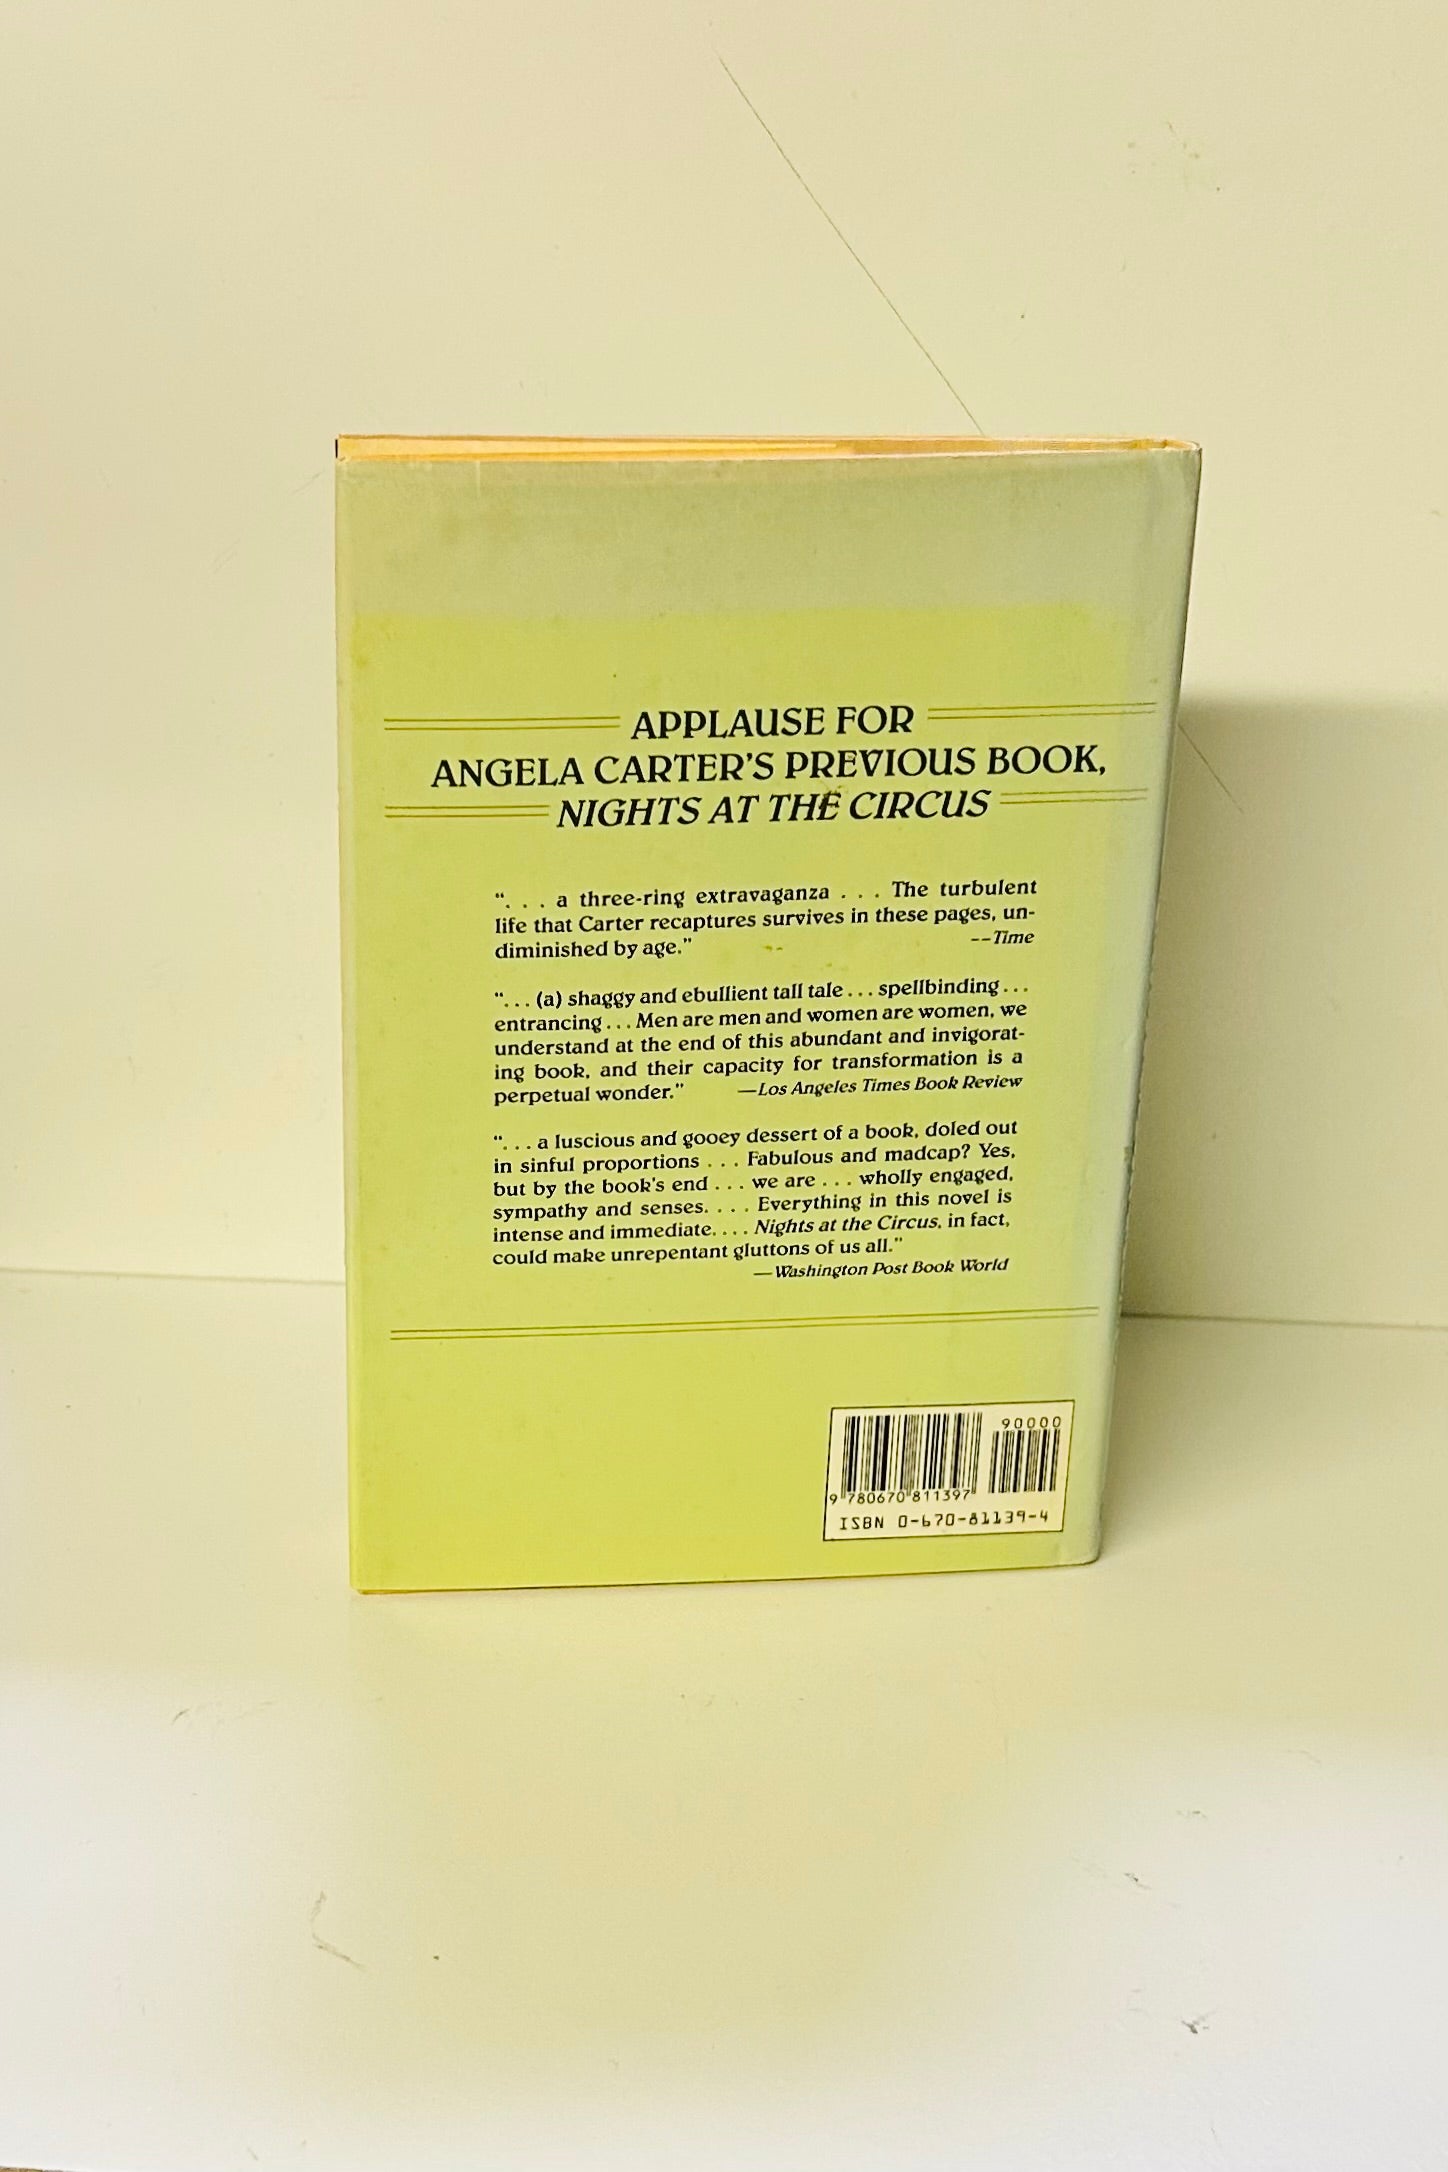 APPLAUSE FOR
ANGELA CARTER'S PREVIOUS BOOK,
NIGHTS AT THE CIRCUS
“. . . a three-ring extravaganza . . . The turbulent
life that Carter recaptures survives in these pages, un-
diminished by age.” --Time
“. . . (a) shaggy and ebullient tall tale . . . spellbinding . . .
entrancing . . . Men are men and women are women, we
understand at the end of this abundant and invigorat-
ing book, and their capacity for transformation is a
perpetual wonder.” —Los Angeles Times Book Review
“. . . a luscious and gooey dessert of a book, doled out
in sinful proportions . . . Fabulous and madcap? Yes,
but by the book's end . . . we are . . . wholly engaged,
sympathy and senses. . . . Everything in this novel is
intense and immediate. . . . Nights at the Circus, in fact,
could make unrepentant gluttons of us all.”
—Washington Post Book World
90000
9 780670 811397
ISBN 0-670-81139-4